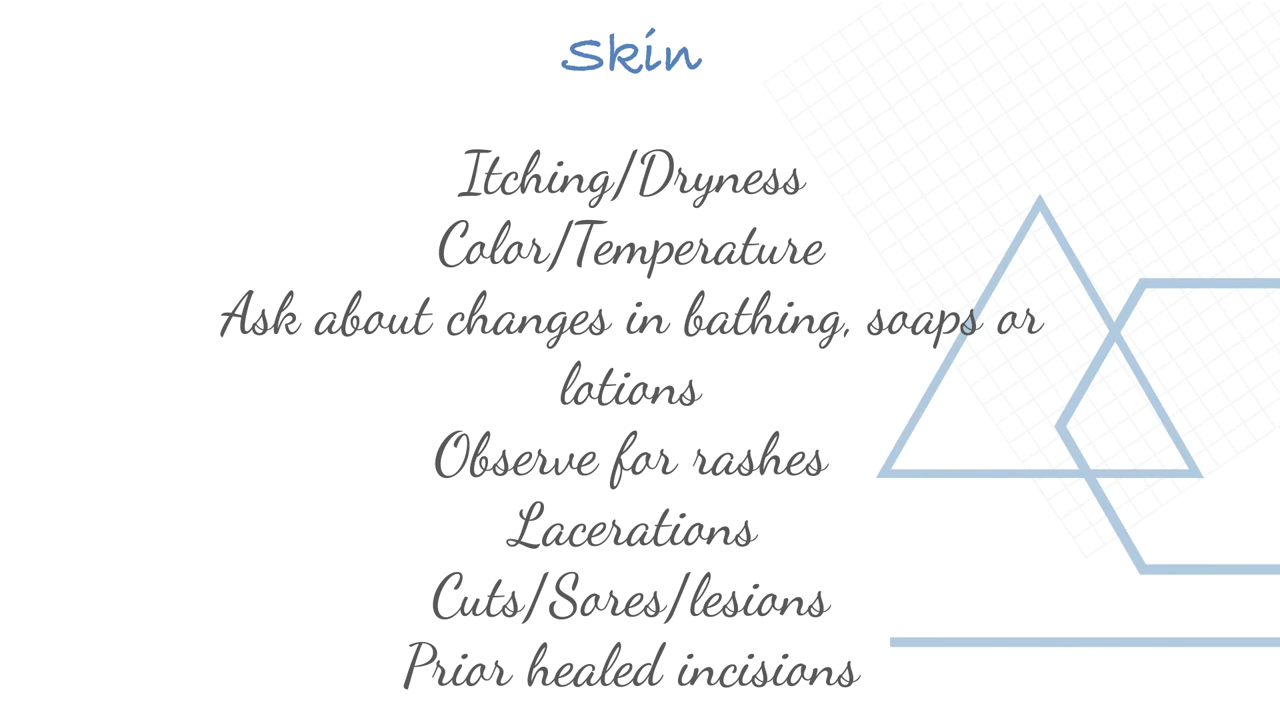 Skin
Itching/Dryness
Color/Temperature
Ask about changes in bathing, soaps or
lotions
Observe for rashes
Lacerations
Cuts/Sores/lesions
Prior healed incisions